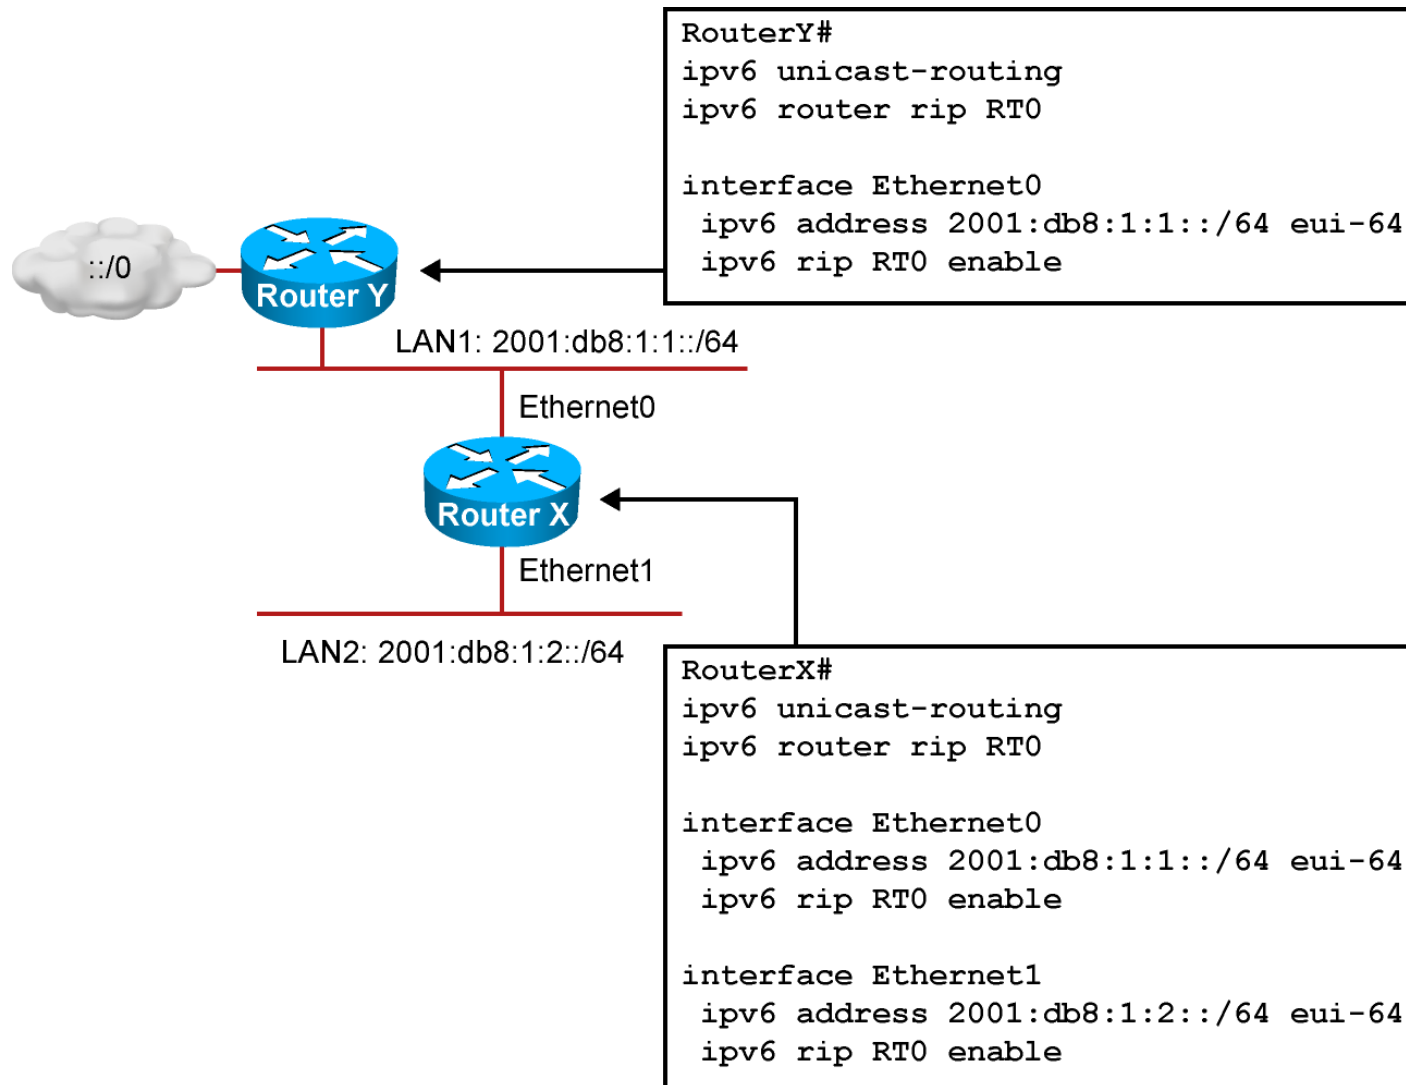 RouterY#
ipv6 unicast-routing
ipv6 router rip RT0
interface Ethernet0
ipv6 address 2001:db8:1:1::/64 eui-64
ipv6 rip RT0 enable
::/0
Router Y
LAN1: 2001:db8:1:1::/64
Ethernet0
Router X
Ethernet1
LAN2: 2001:db8:1:2::/64
RouterX#
ipv6 unicast-routing
ipv6 router rip RT0
interface Ethernet0
ipv6 address 2001:db8:1:1::/64 eui-64
ipv6 rip RT0 enable
interface Ethernet1
ipv6 address 2001:db8:1:2::/64 eui-64
ipv6 rip RT0 enable